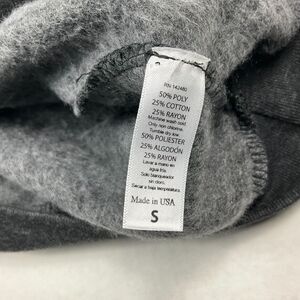 RN 142480
50% POLY
25% COTTON
25% RAYON
Machine wash cold
Only non chlorine.
Tumble dry low
50% POLIESTER
25% ALGODÓN
25% RAYON
Lavar a mano en
agua fría
Solo blanqueador
sin cloro.
Secar a baja temperatura.
Made in USA
S